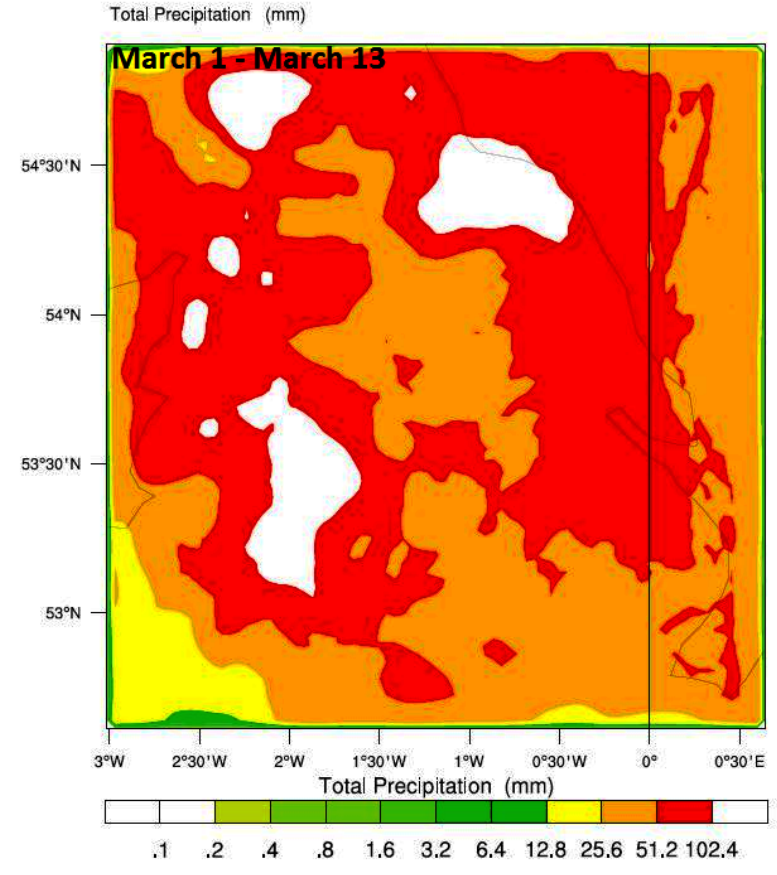 Total Precipitation (mm)
March 1 - March 13
54°30'N
54°N
53°30'N
53°N
3°W 2°30'W 2°W 1°30'W 1°W 0°30'W 0° 0°30'E
Total Precipitation (mm)
.1 .2 .4 .8 1.6 3.2 6.4 12.8 25.6 51.2 102.4